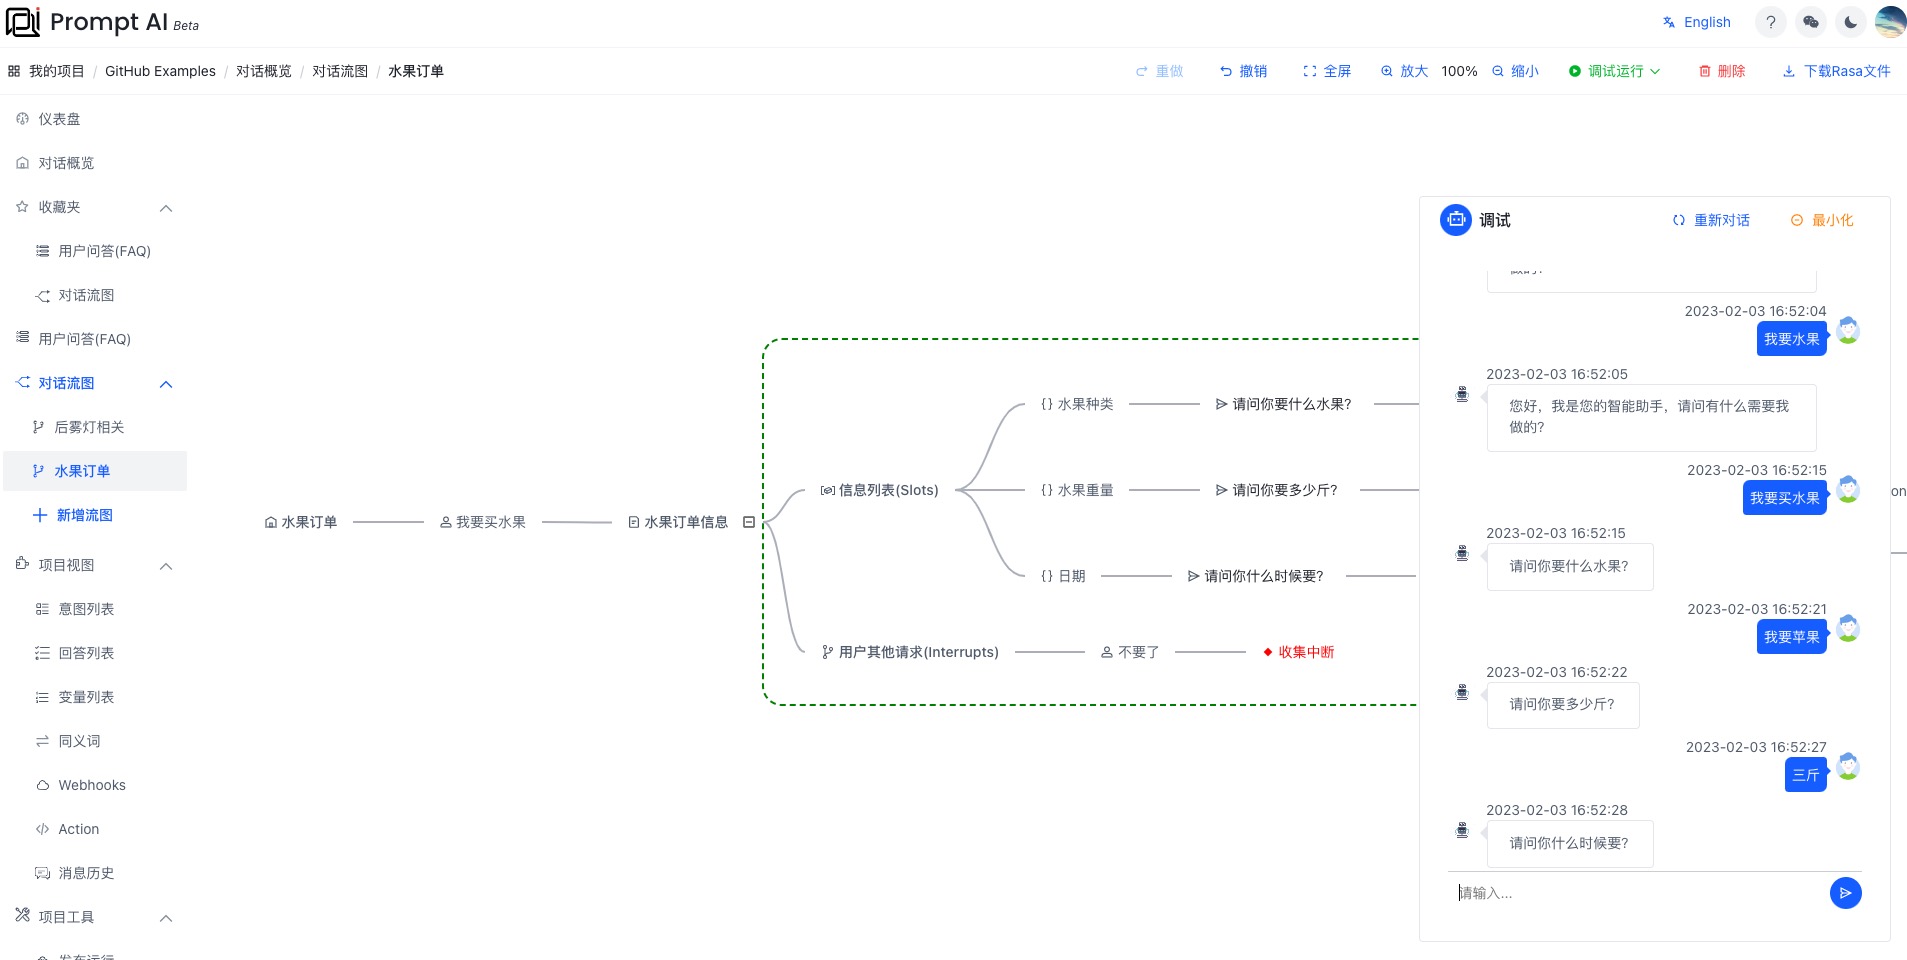 Prompt AI Beta
English
我的项目 / GitHub Examples / 对话概览 / 对话流图 / 水果订单
重做 撤销 全屏 放大 100% 缩小 调试运行 删除 下载Rasa文件
仪表盘
对话概览
收藏夹
用户问答(FAQ)
对话流图
用户问答(FAQ)
对话流图
后雾灯相关
水果订单
新增流图
项目视图
意图列表
回答列表
变量列表
同义词
Webhooks
Action
消息历史
项目工具
发布运行
水果订单
我要买水果
水果订单信息
信息列表(Slots)
{} 水果种类
请问你要什么水果?
{} 水果重量
请问你要多少斤?
{} 日期
请问你什么时候要?
用户其他请求(Interrupts)
不要了
收集中断
on
调试
重新对话
最小化
做的?
2023-02-03 16:52:04
我要水果
2023-02-03 16:52:05
您好，我是您的智能助手，请问有什么需要我
做的?
2023-02-03 16:52:15
我要买水果
2023-02-03 16:52:15
请问你要什么水果?
2023-02-03 16:52:21
我要苹果
2023-02-03 16:52:22
请问你要多少斤?
2023-02-03 16:52:27
三斤
2023-02-03 16:52:28
请问你什么时候要?
请输入...